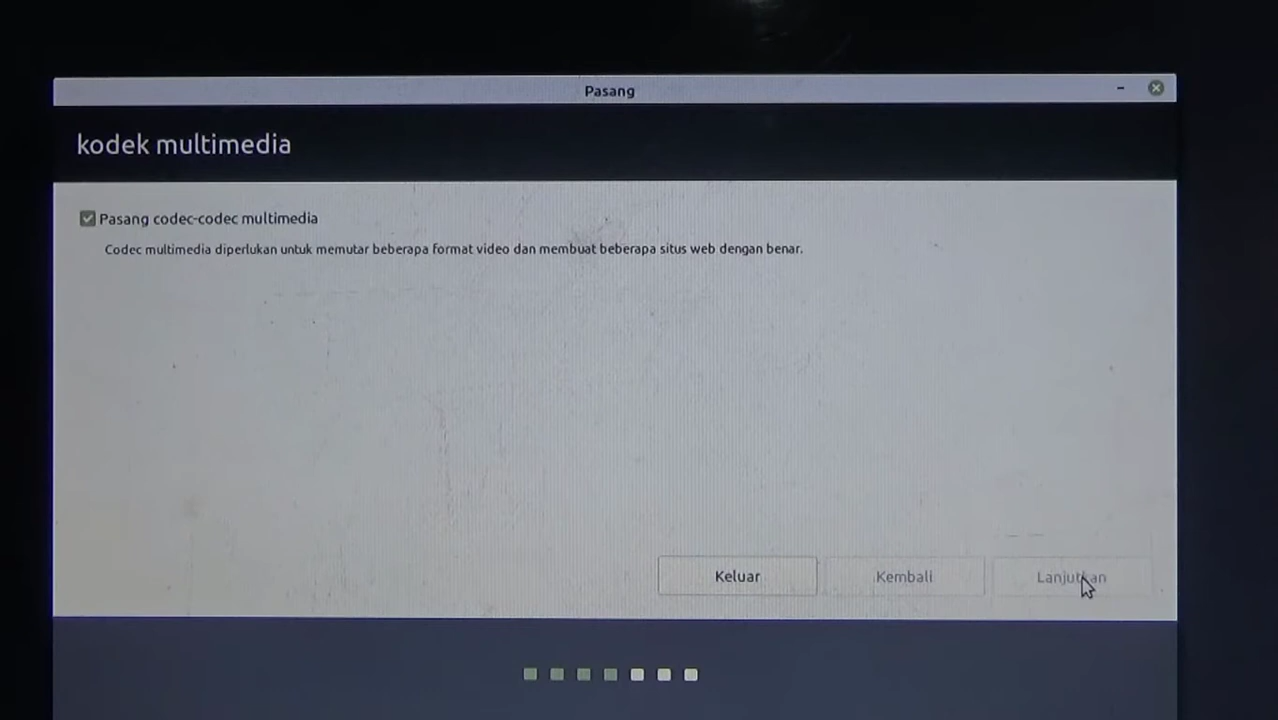 Pasang
kodek multimedia
Pasang codec-codec multimedia
Codec multimedia diperlukan untuk memutar beberapa format video dan membuat beberapa situs web dengan benar.
Keluar
Kembali
Lanjutkan